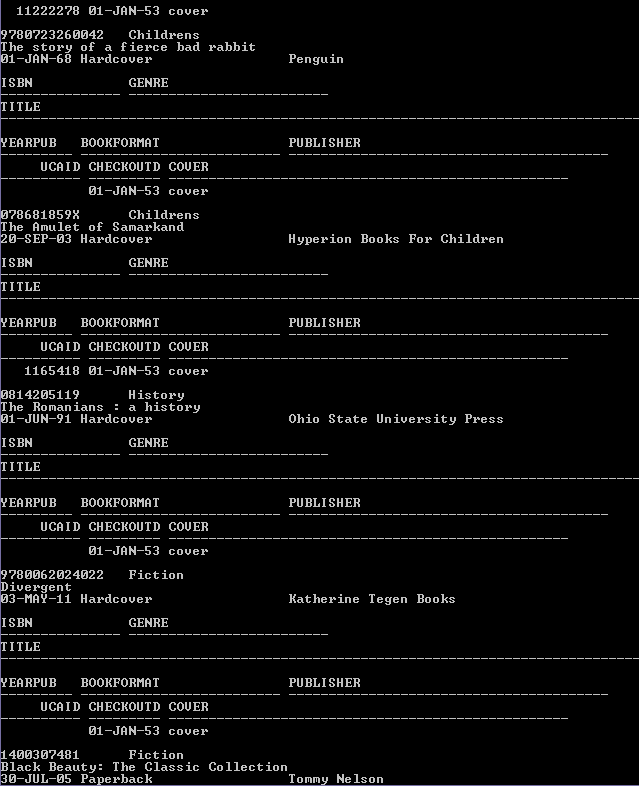 11222278 01-JAN-53 cover
9780723260042 Childrens
The story of a fierce bad rabbit
01-JAN-68 Hardcover Penguin
ISBN GENRE
TITLE
YEARPUB BOOKFORMAT PUBLISHER
UCAID CHECKOUTD COVER
01-JAN-53 cover
078681859X Childrens
The Amulet of Samarkand
20-SEP-03 Hardcover Hyperion Books For Children
ISBN GENRE
TITLE
YEARPUB BOOKFORMAT PUBLISHER
UCAID CHECKOUTD COVER
1165418 01-JAN-53 cover
0814205119 History
The Romanians : a history
01-JUN-91 Hardcover Ohio State University Press
ISBN GENRE
TITLE
YEARPUB BOOKFORMAT PUBLISHER
UCAID CHECKOUTD COVER
01-JAN-53 cover
9780062024022 Fiction
Divergent
03-MAY-11 Hardcover Katherine Tegen Books
ISBN GENRE
TITLE
YEARPUB BOOKFORMAT PUBLISHER
UCAID CHECKOUTD COVER
01-JAN-53 cover
1400307481 Fiction
Black Beauty: The Classic Collection
30-JUL-05 Paperback Tommy Nelson